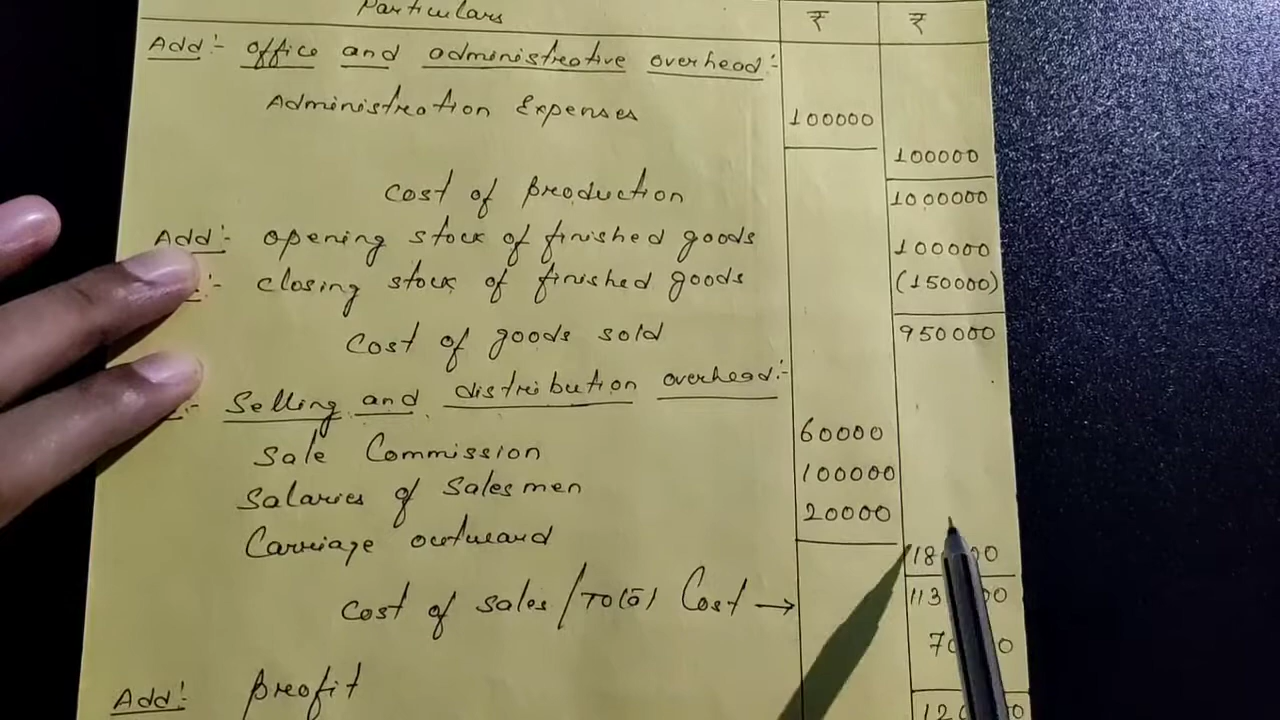 Particulars ₹ ₹
Add:- office and administrative overhead:-
Administration Expenses 100000
100000
Cost of production 1000000
Add:- opening stock of finished goods 100000
:- closing stock of finished goods (150000)
Cost of goods sold 950000
:- Selling and distribution overhead:-
Sale Commission 60000
Salaries of Salesmen 100000
Carriage outward 20000
Cost of sales/Total Cost →
Add: profit